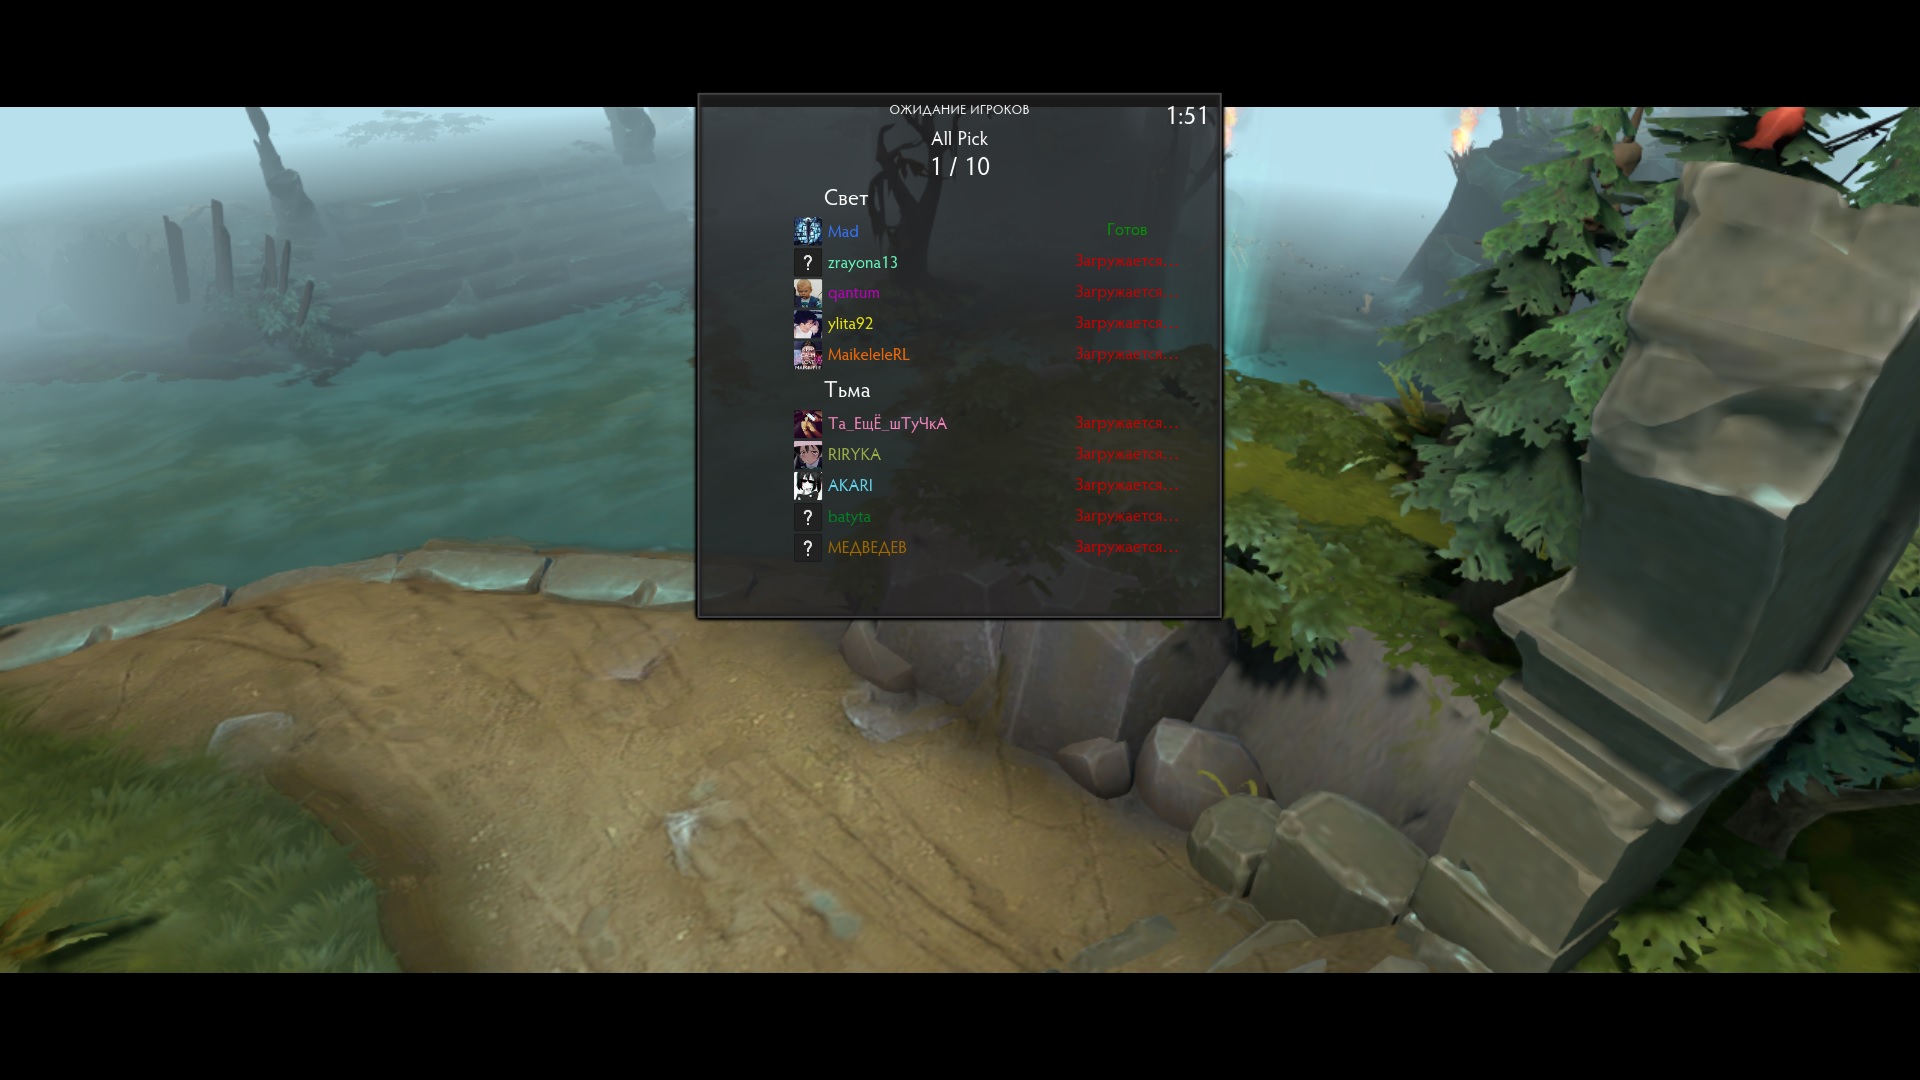 ОЖИДАНИЕ ИГРОКОВ
1:51
All Pick
1 / 10
Свет
Mad Готов
? zrayona13 Загружается...
qantum Загружается...
ylita92 Загружается...
MaikeleleRL Загружается...
Тьма
Та_ЕщЁ_шТуЧкА Загружается...
RIRYKA Загружается...
AKARI Загружается...
? batyta Загружается...
? МЕДВЕДЕВ Загружается...